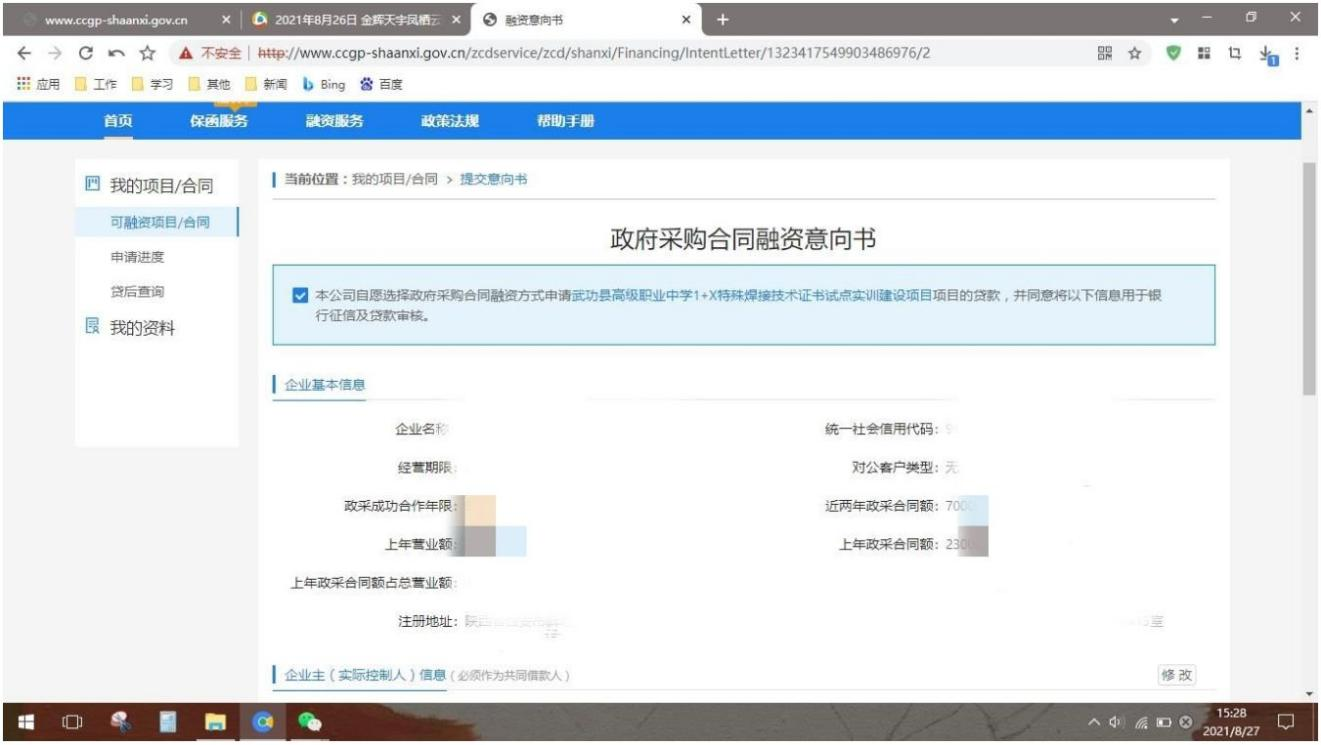 www.ccgp-shaanxi.gov.cn
2021年8月26日 金辉天宇凤栖云
融资意向书
不安全
http://www.ccgp-shaanxi.gov.cn/zcdservice/zcd/shanxi/Financing/IntentLetter/1323417549903486976/2
应用
工作
学习
其他
新闻
Bing
百度
首页
保函服务
融资服务
政策法规
帮助手册
我的项目/合同
可融资项目/合同
申请进度
贷后查询
我的资料
当前位置：我的项目/合同 > 提交意向书
政府采购合同融资意向书
本公司自愿选择政府采购合同融资方式申请武功县高级职业中学1+X特殊焊接技术证书试点实训建设项目项目的贷款，并同意将以下信息用于银
行征信及贷款审核。
企业基本信息
企业名称
统一社会信用代码: 9
经营期限:
对公客户类型: 无
政采成功合作年限:
近两年政采合同额: 7000
上年营业额:
上年政采合同额: 2300
上年政采合同额占总营业额:
注册地址: 陕西
室
企业主（实际控制人）信息（必须作为共同借款人）
修改
15:28
2021/8/27